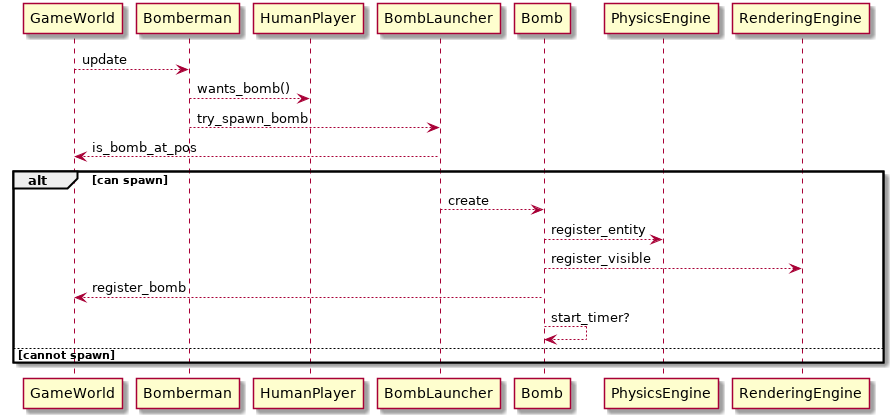 GameWorld Bomberman HumanPlayer BombLauncher Bomb PhysicsEngine RenderingEngine
update
wants_bomb()
try_spawn_bomb
is_bomb_at_pos
alt [can spawn]
create
register_entity
register_visible
register_bomb
start_timer?
[cannot spawn]
GameWorld Bomberman HumanPlayer BombLauncher Bomb PhysicsEngine RenderingEngine